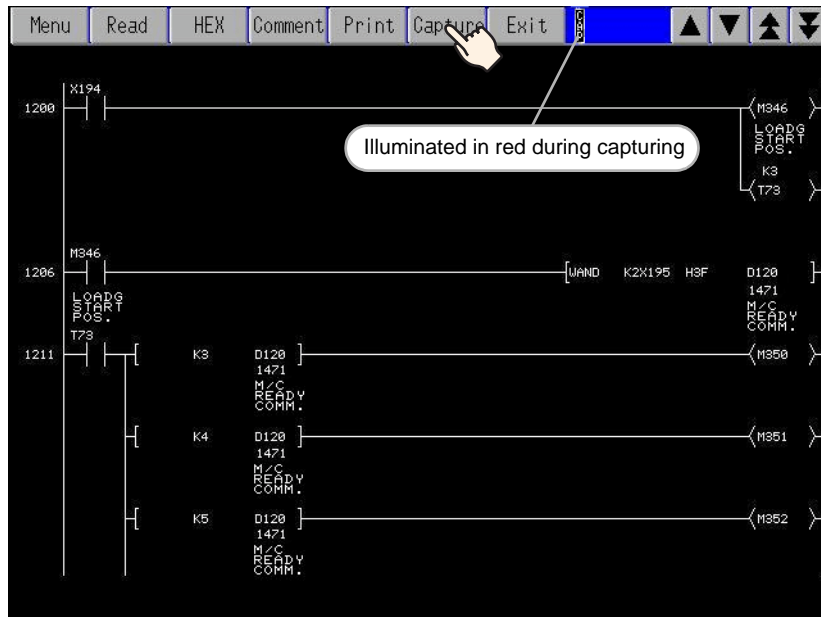 Menu Read HEX Comment Print Capture Exit CAP
X194
1200 M346
LOADG
START
POS.
K3
T73
Illuminated in red during capturing
M346
1206 WAND K2X195 H3F D120
LOADG
START
POS.
1471
M/C
READY
COMM.
T73
1211 K3 D120 M350
1471
M/C
READY
COMM.
K4 D120 M351
1471
M/C
READY
COMM.
K5 D120 M352
1471
M/C
READY
COMM.